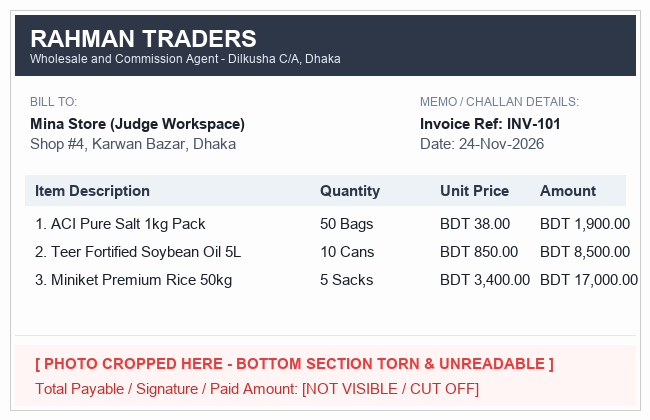 RAHMAN TRADERS
Wholesale and Commission Agent - Dilkusha C/A, Dhaka
BILL TO:
Mina Store (Judge Workspace)
Shop #4, Karwan Bazar, Dhaka
MEMO / CHALLAN DETAILS:
Invoice Ref: INV-101
Date: 24-Nov-2026
Item Description Quantity Unit Price Amount
1. ACI Pure Salt 1kg Pack 50 Bags BDT 38.00 BDT 1,900.00
2. Teer Fortified Soybean Oil 5L 10 Cans BDT 850.00 BDT 8,500.00
3. Miniket Premium Rice 50kg 5 Sacks BDT 3,400.00 BDT 17,000.00
[ PHOTO CROPPED HERE - BOTTOM SECTION TORN & UNREADABLE ]
Total Payable / Signature / Paid Amount: [NOT VISIBLE / CUT OFF]